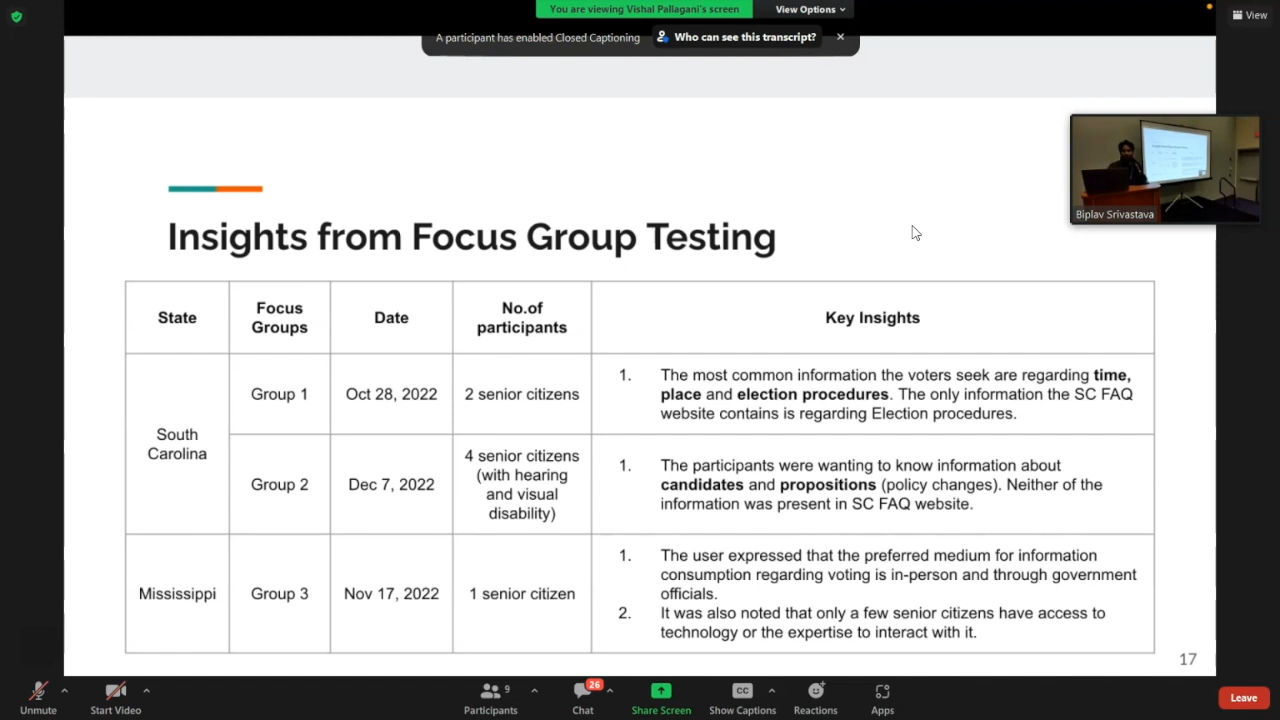 You are viewing Vishal Pallagani's screen
View Options
View
A participant has enabled Closed Captioning
Who can see this transcript?
Biplav Srivastava
Insights from Focus Group Testing
State
Focus
Groups
Date
No.of
participants
Key Insights
South
Carolina
Group 1
Oct 28, 2022
2 senior citizens
1. The most common information the voters seek are regarding time,
place and election procedures. The only information the SC FAQ
website contains is regarding Election procedures.
Group 2
Dec 7, 2022
4 senior citizens
(with hearing
and visual
disability)
1. The participants were wanting to know information about
candidates and propositions (policy changes). Neither of the
information was present in SC FAQ website.
Mississippi
Group 3
Nov 17, 2022
1 senior citizen
1. The user expressed that the preferred medium for information
consumption regarding voting is in-person and through government
officials.
2. It was also noted that only a few senior citizens have access to
technology or the expertise to interact with it.
17
Unmute
Start Video
9
Participants
26
Chat
Share Screen
CC
Show Captions
Reactions
Apps
Leave